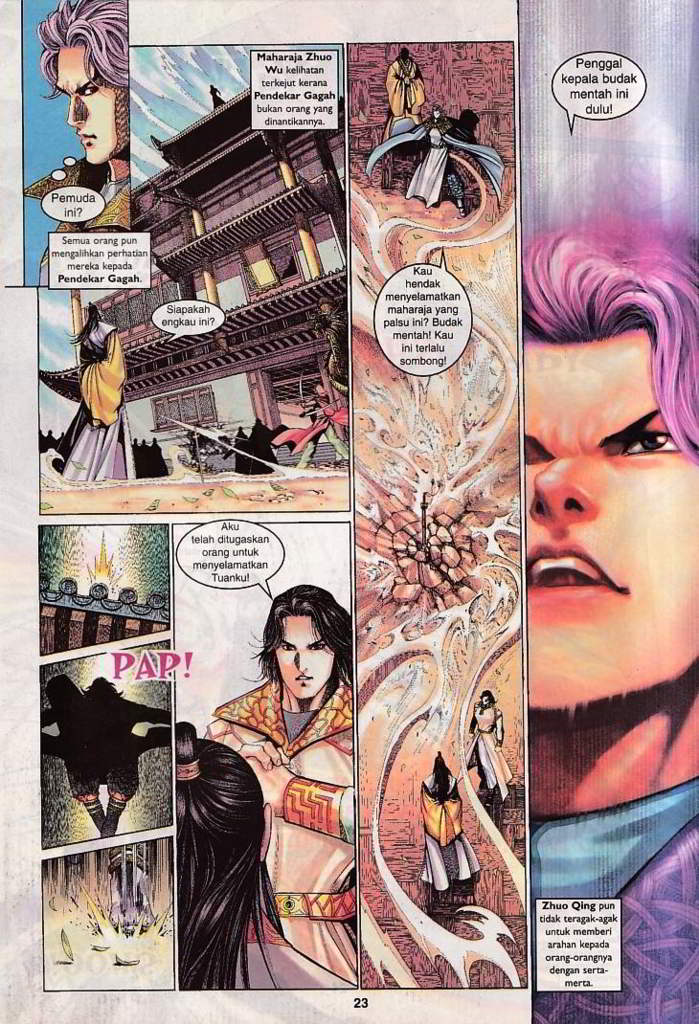 Pemuda
ini?
Semua orang pun
mengalihkan perhatian
mereka kepada
Pendekar Gagah.
Maharaja Zhuo
Wu kelihatan
terkejut kerana
Pendekar Gagah
bukan orang yang
dinantikannya.
Siapakah
engkau ini?
PAP!
Aku
telah ditugaskan
orang untuk
menyelamatkan
Tuanku!
Kau
hendak
menyelamatkan
maharaja yang
palsu ini? Budak
mentah! Kau
ini terlalu
sombong!
Penggal
kepala budak
mentah ini
dulu!
Zhuo Qing pun
tidak teragak-agak
untuk memberi
arahan kepada
orang-orangnya
dengan serta-
merta.
23